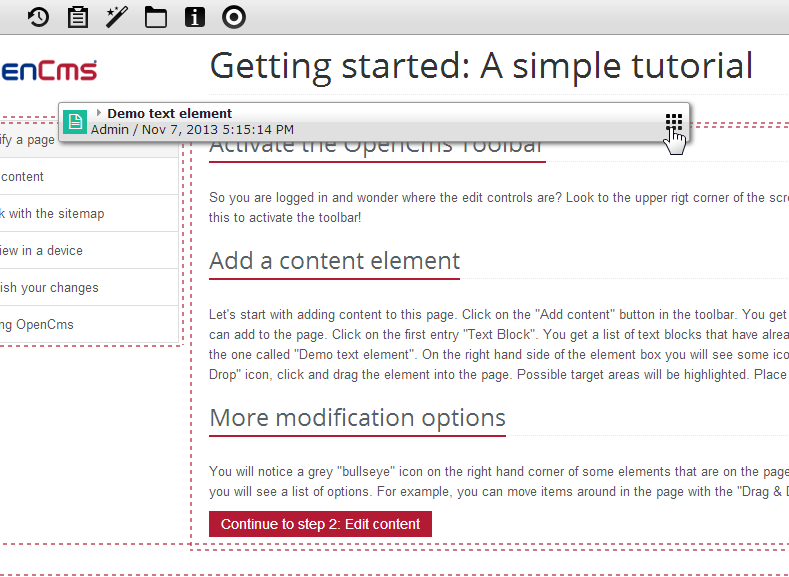 enCms
Getting started: A simple tutorial
Demo text element
Admin / Nov 7, 2013 5:15:14 PM
ify a page
content
k with the sitemap
iew in a device
ish your changes
ng OpenCms
Activate the OpenCms Toolbar
So you are logged in and wonder where the edit controls are? Look to the upper rigt corner of the scre
this to activate the toolbar!
Add a content element
Let's start with adding content to this page. Click on the "Add content" button in the toolbar. You get
can add to the page. Click on the first entry "Text Block". You get a list of text blocks that have alrea
the one called "Demo text element". On the right hand side of the element box you will see some ico
Drop" icon, click and drag the element into the page. Possible target areas will be highlighted. Place
More modification options
You will notice a grey "bullseye" icon on the right hand corner of some elements that are on the page
you will see a list of options. For example, you can move items around in the page with the "Drag & D
Continue to step 2: Edit content